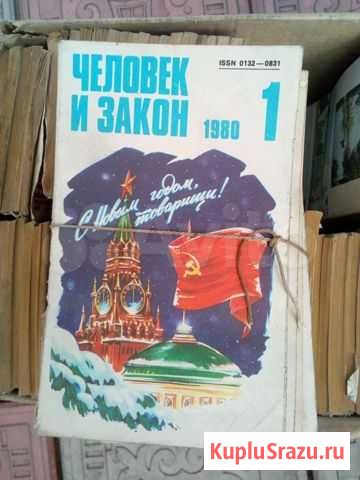 ISSN 0132—0831
ЧЕЛОВЕК
И ЗАКОН
1980
1
С Новым годом,
товарищи!
KupluSrazu.ru